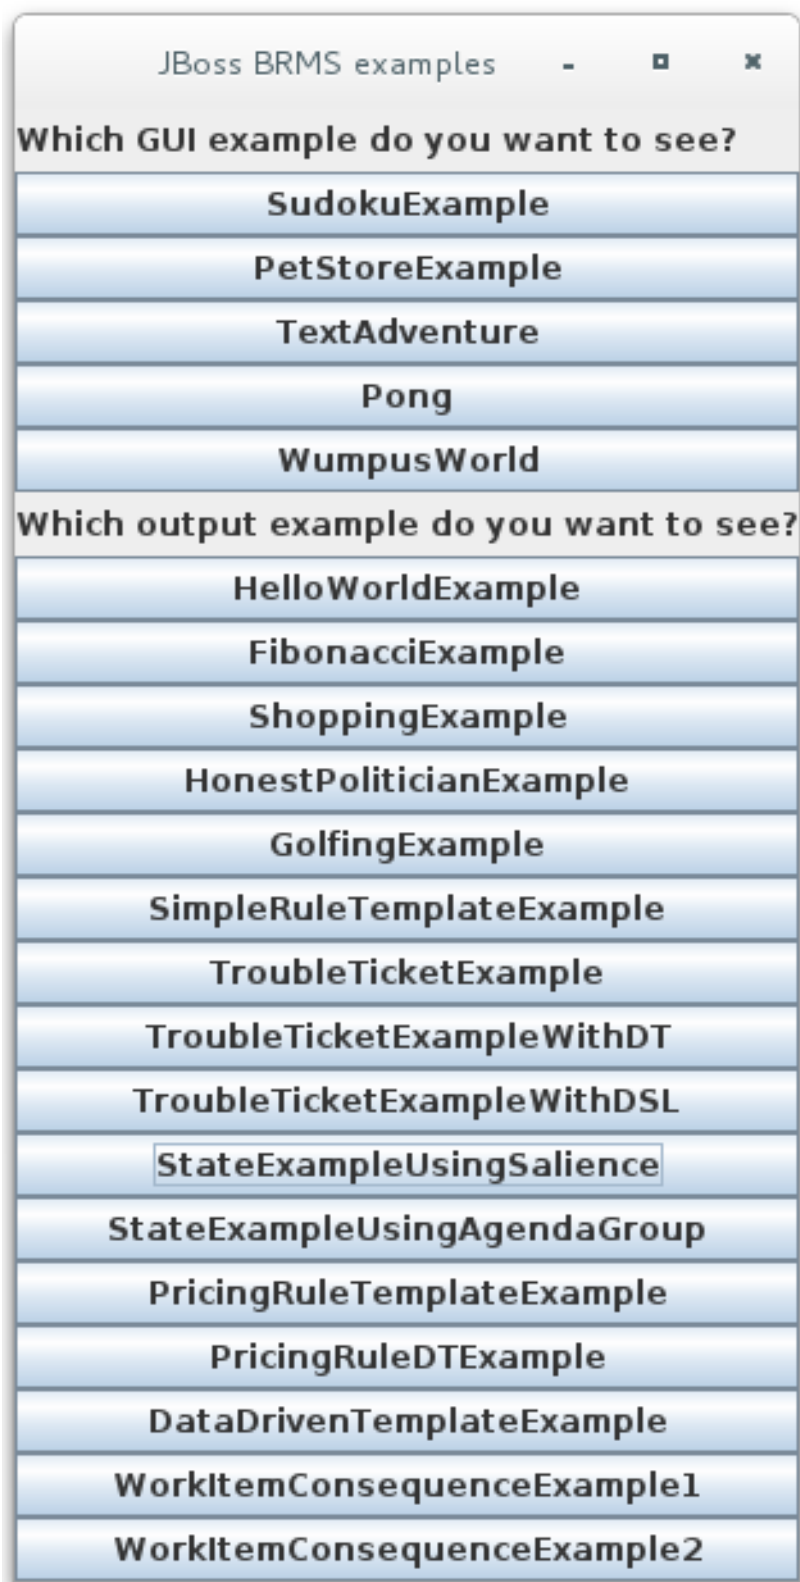 JBoss BRMS examples
Which GUI example do you want to see?
SudokuExample
PetStoreExample
TextAdventure
Pong
WumpusWorld
Which output example do you want to see?
HelloWorldExample
FibonacciExample
ShoppingExample
HonestPoliticianExample
GolfingExample
SimpleRuleTemplateExample
TroubleTicketExample
TroubleTicketExampleWithDT
TroubleTicketExampleWithDSL
StateExampleUsingSalience
StateExampleUsingAgendaGroup
PricingRuleTemplateExample
PricingRuleDTExample
DataDrivenTemplateExample
WorkItemConsequenceExample1
WorkItemConsequenceExample2